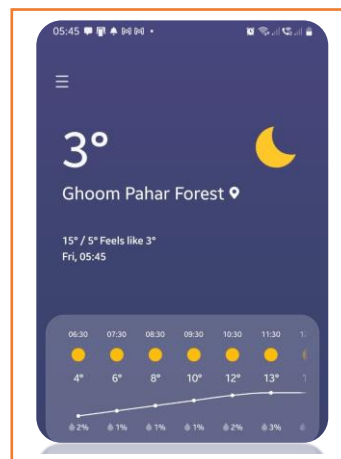 05:45
3°
Ghoom Pahar Forest
15° / 5° Feels like 3°
Fri, 05:45
06:30 07:30 08:30 09:30 10:30 11:30
4° 6° 8° 10° 12° 13°
2% 1% 1% 1% 2% 3%